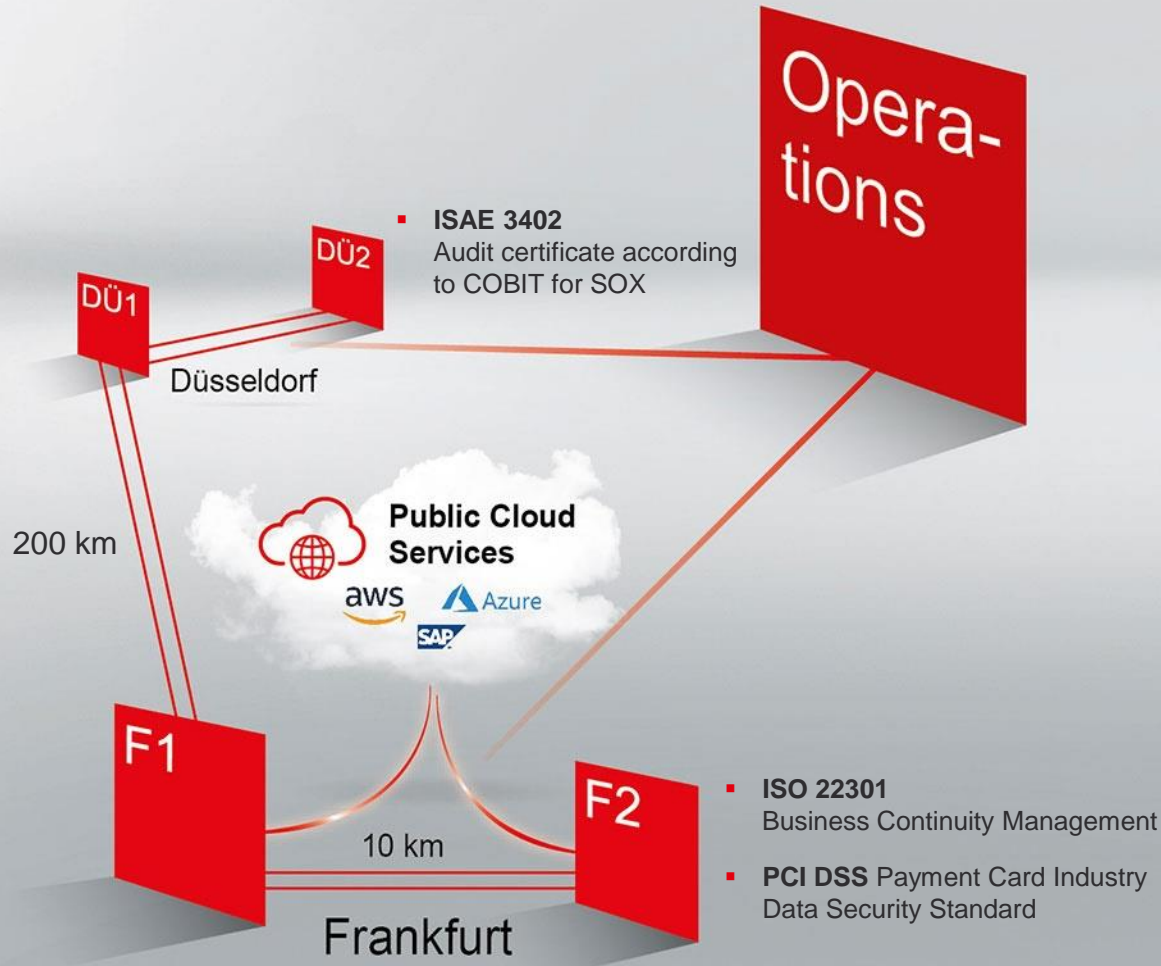 Opera-
tions
ISAE 3402
Audit certificate according
to COBIT for SOX
DÜ2
DÜ1
Düsseldorf
200 km
Public Cloud
Services
aws
Azure
SAP
F1
F2
10 km
Frankfurt
ISO 22301
Business Continuity Management
PCI DSS Payment Card Industry
Data Security Standard